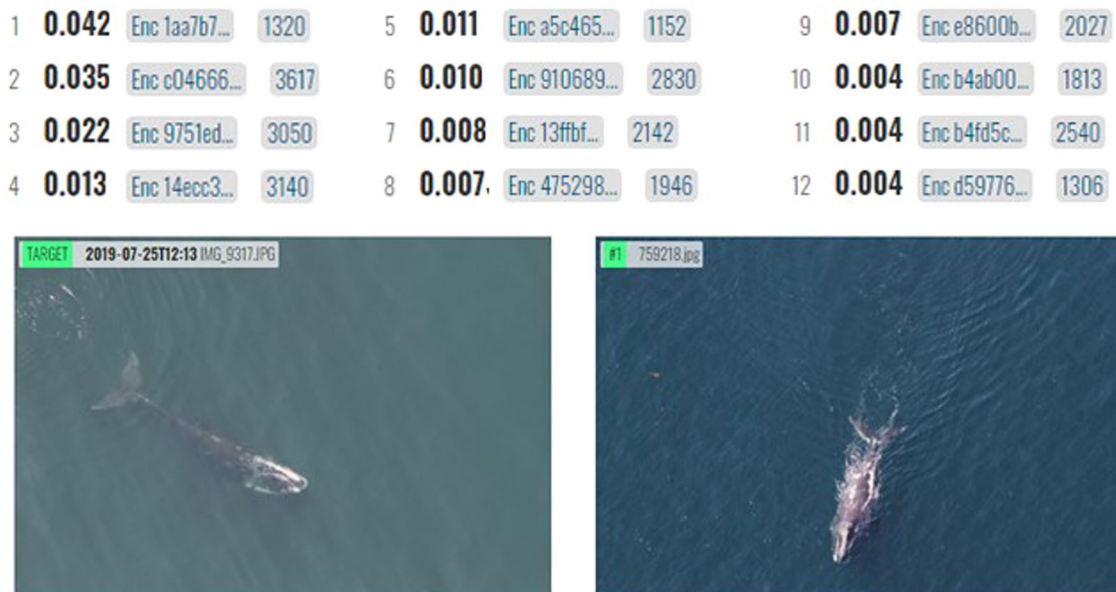 1 0.042 Enc 1aa7b7... 1320
2 0.035 Enc c04666... 3617
3 0.022 Enc 9751ed... 3050
4 0.013 Enc 14ecc3... 3140
5 0.011 Enc a5c465... 1152
6 0.010 Enc 910689... 2830
7 0.008 Enc 13ffbf... 2142
8 0.007 Enc 475298... 1946
9 0.007 Enc e8600b... 2027
10 0.004 Enc b4ab00... 1813
11 0.004 Enc b4fd5c... 2540
12 0.004 Enc d59776... 1306
TARGET 2019-07-25T12:13 IMG_9317.JPG
#1 759218.jpg